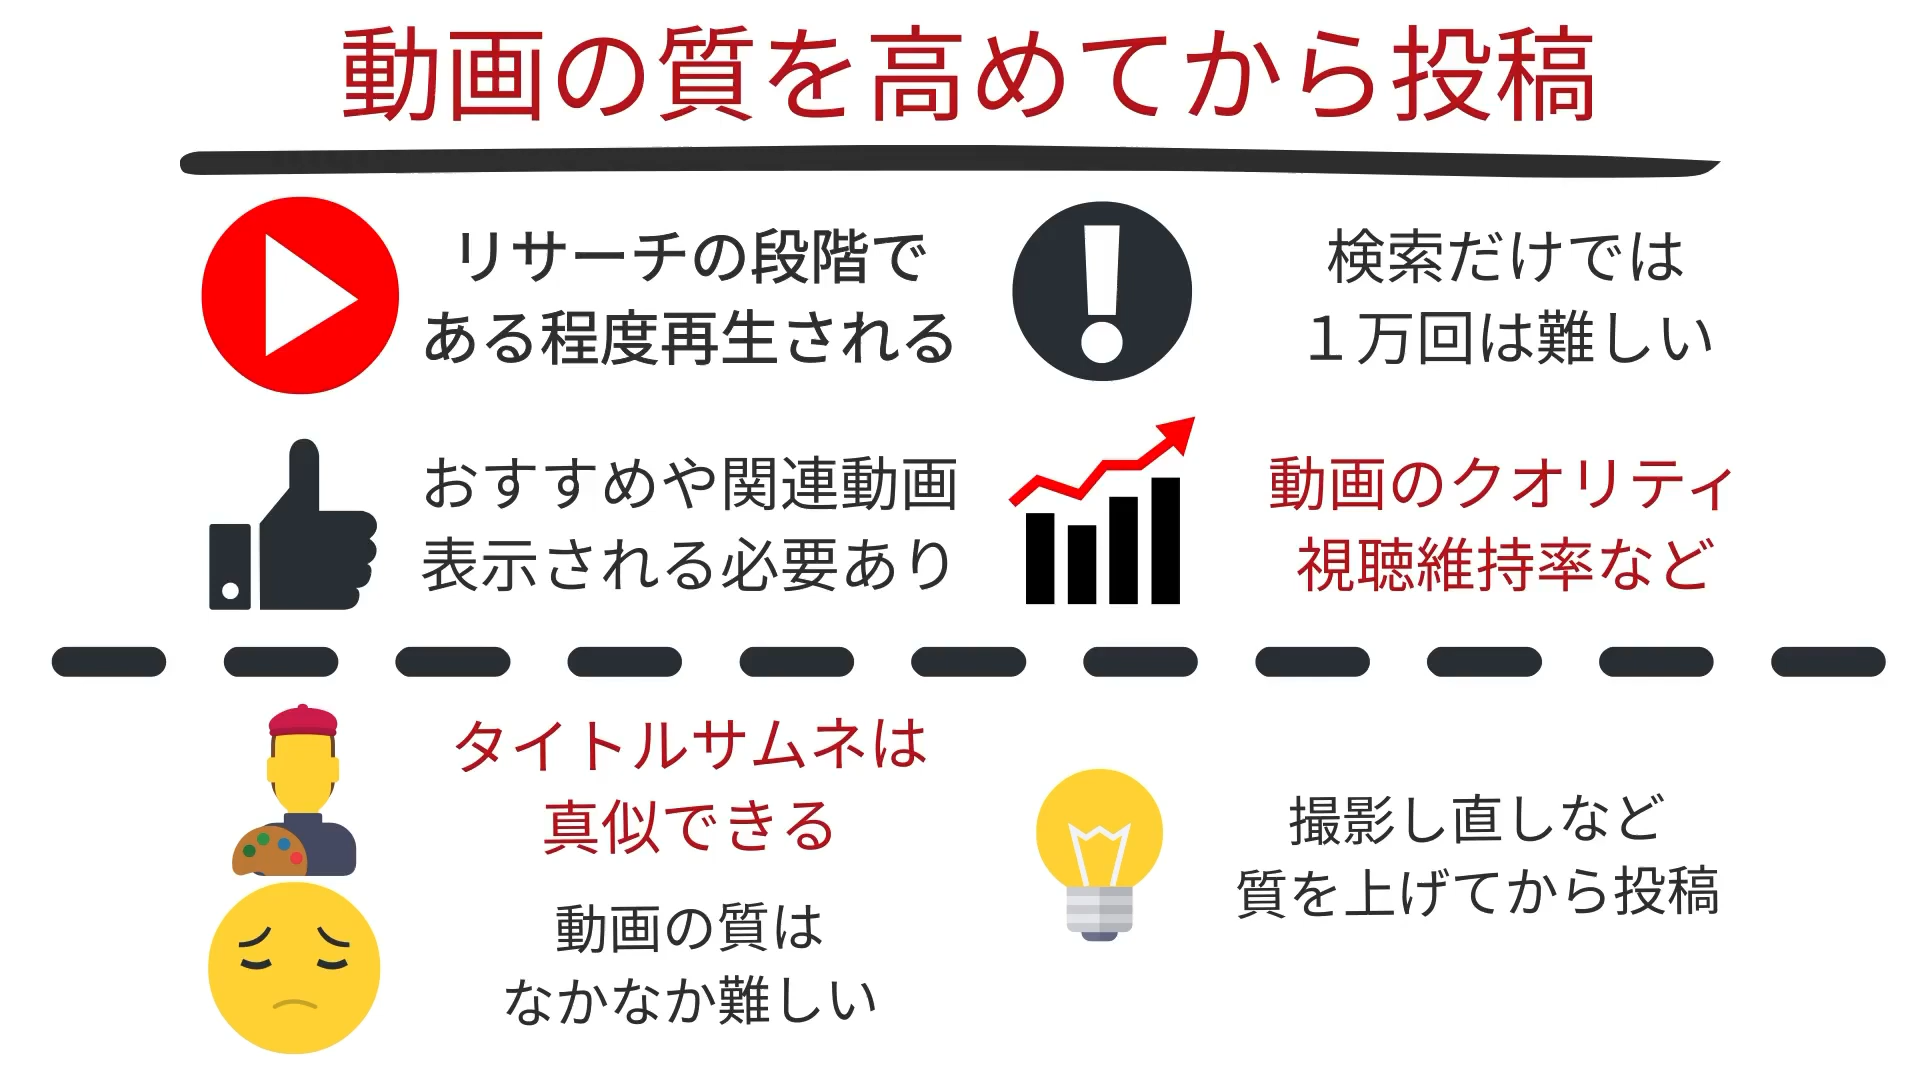 動画の質を高めてから投稿
リサーチの段階で
ある程度再生される
検索だけでは
１万回は難しい
おすすめや関連動画
表示される必要あり
動画のクオリティ
視聴維持率など
タイトルサムネは
真似できる
動画の質は
なかなか難しい
撮影し直しなど
質を上げてから投稿